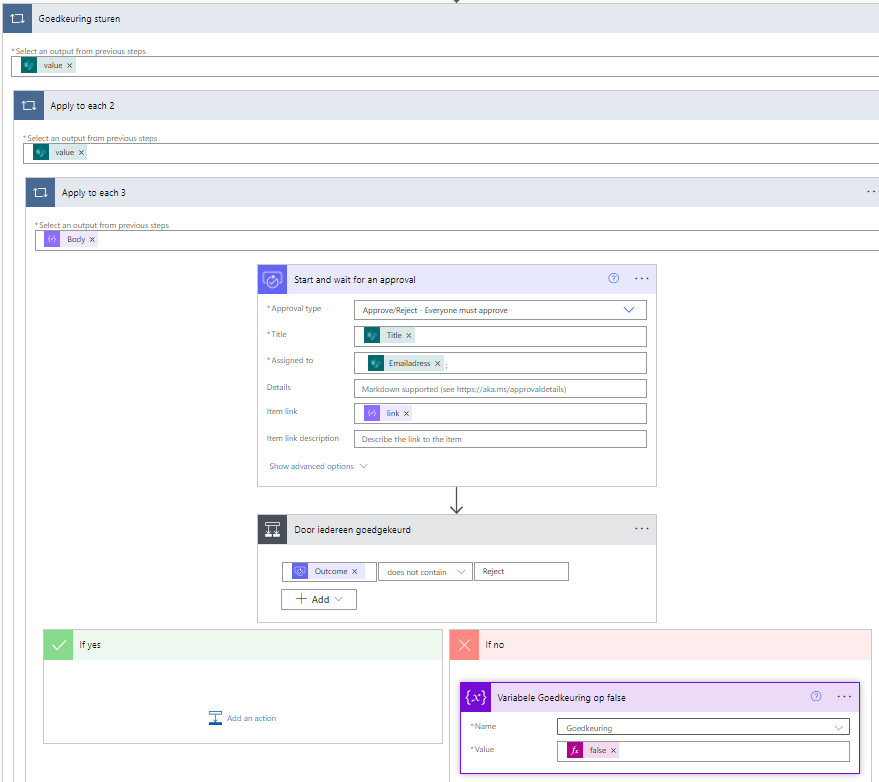 Goedkeuring sturen
* Select an output from previous steps
value ×
Apply to each 2
* Select an output from previous steps
value ×
Apply to each 3 ···
* Select an output from previous steps
{e} Body ×
Start and wait for an approval ? ···
* Approval type Approve/Reject - Everyone must approve
* Title Title ×
* Assigned to Emailadress × ;
Details Markdown supported (see https://aka.ms/approvaldetails)
Item link {e} link ×
Item link description Describe the link to the item
Show advanced options
Door iedereen goedgekeurd ···
Outcome × does not contain Reject
+ Add
If yes
If no
Add an action
{x} Variabele Goedkeuring op false ? ···
* Name Goedkeuring
* Value fx false ×